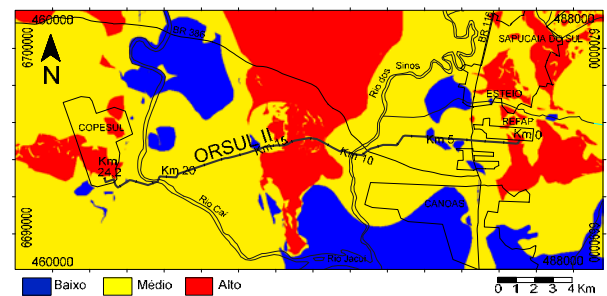 460000
488000
6700000
6700000
BR 386
BR 116
SAPUCAIA DO SUL
N
Rio dos Sinos
ESTEIO
COPESUL
REFAP
ORSUL II
Km 15
Km 5
Km 0
Km 10
Km 24,2
Km 20
Rio Caí
CANOAS
6690000
Rio Jacuí
460000
488000
Baixo
Médio
Alto
0 1 2 3 4 Km